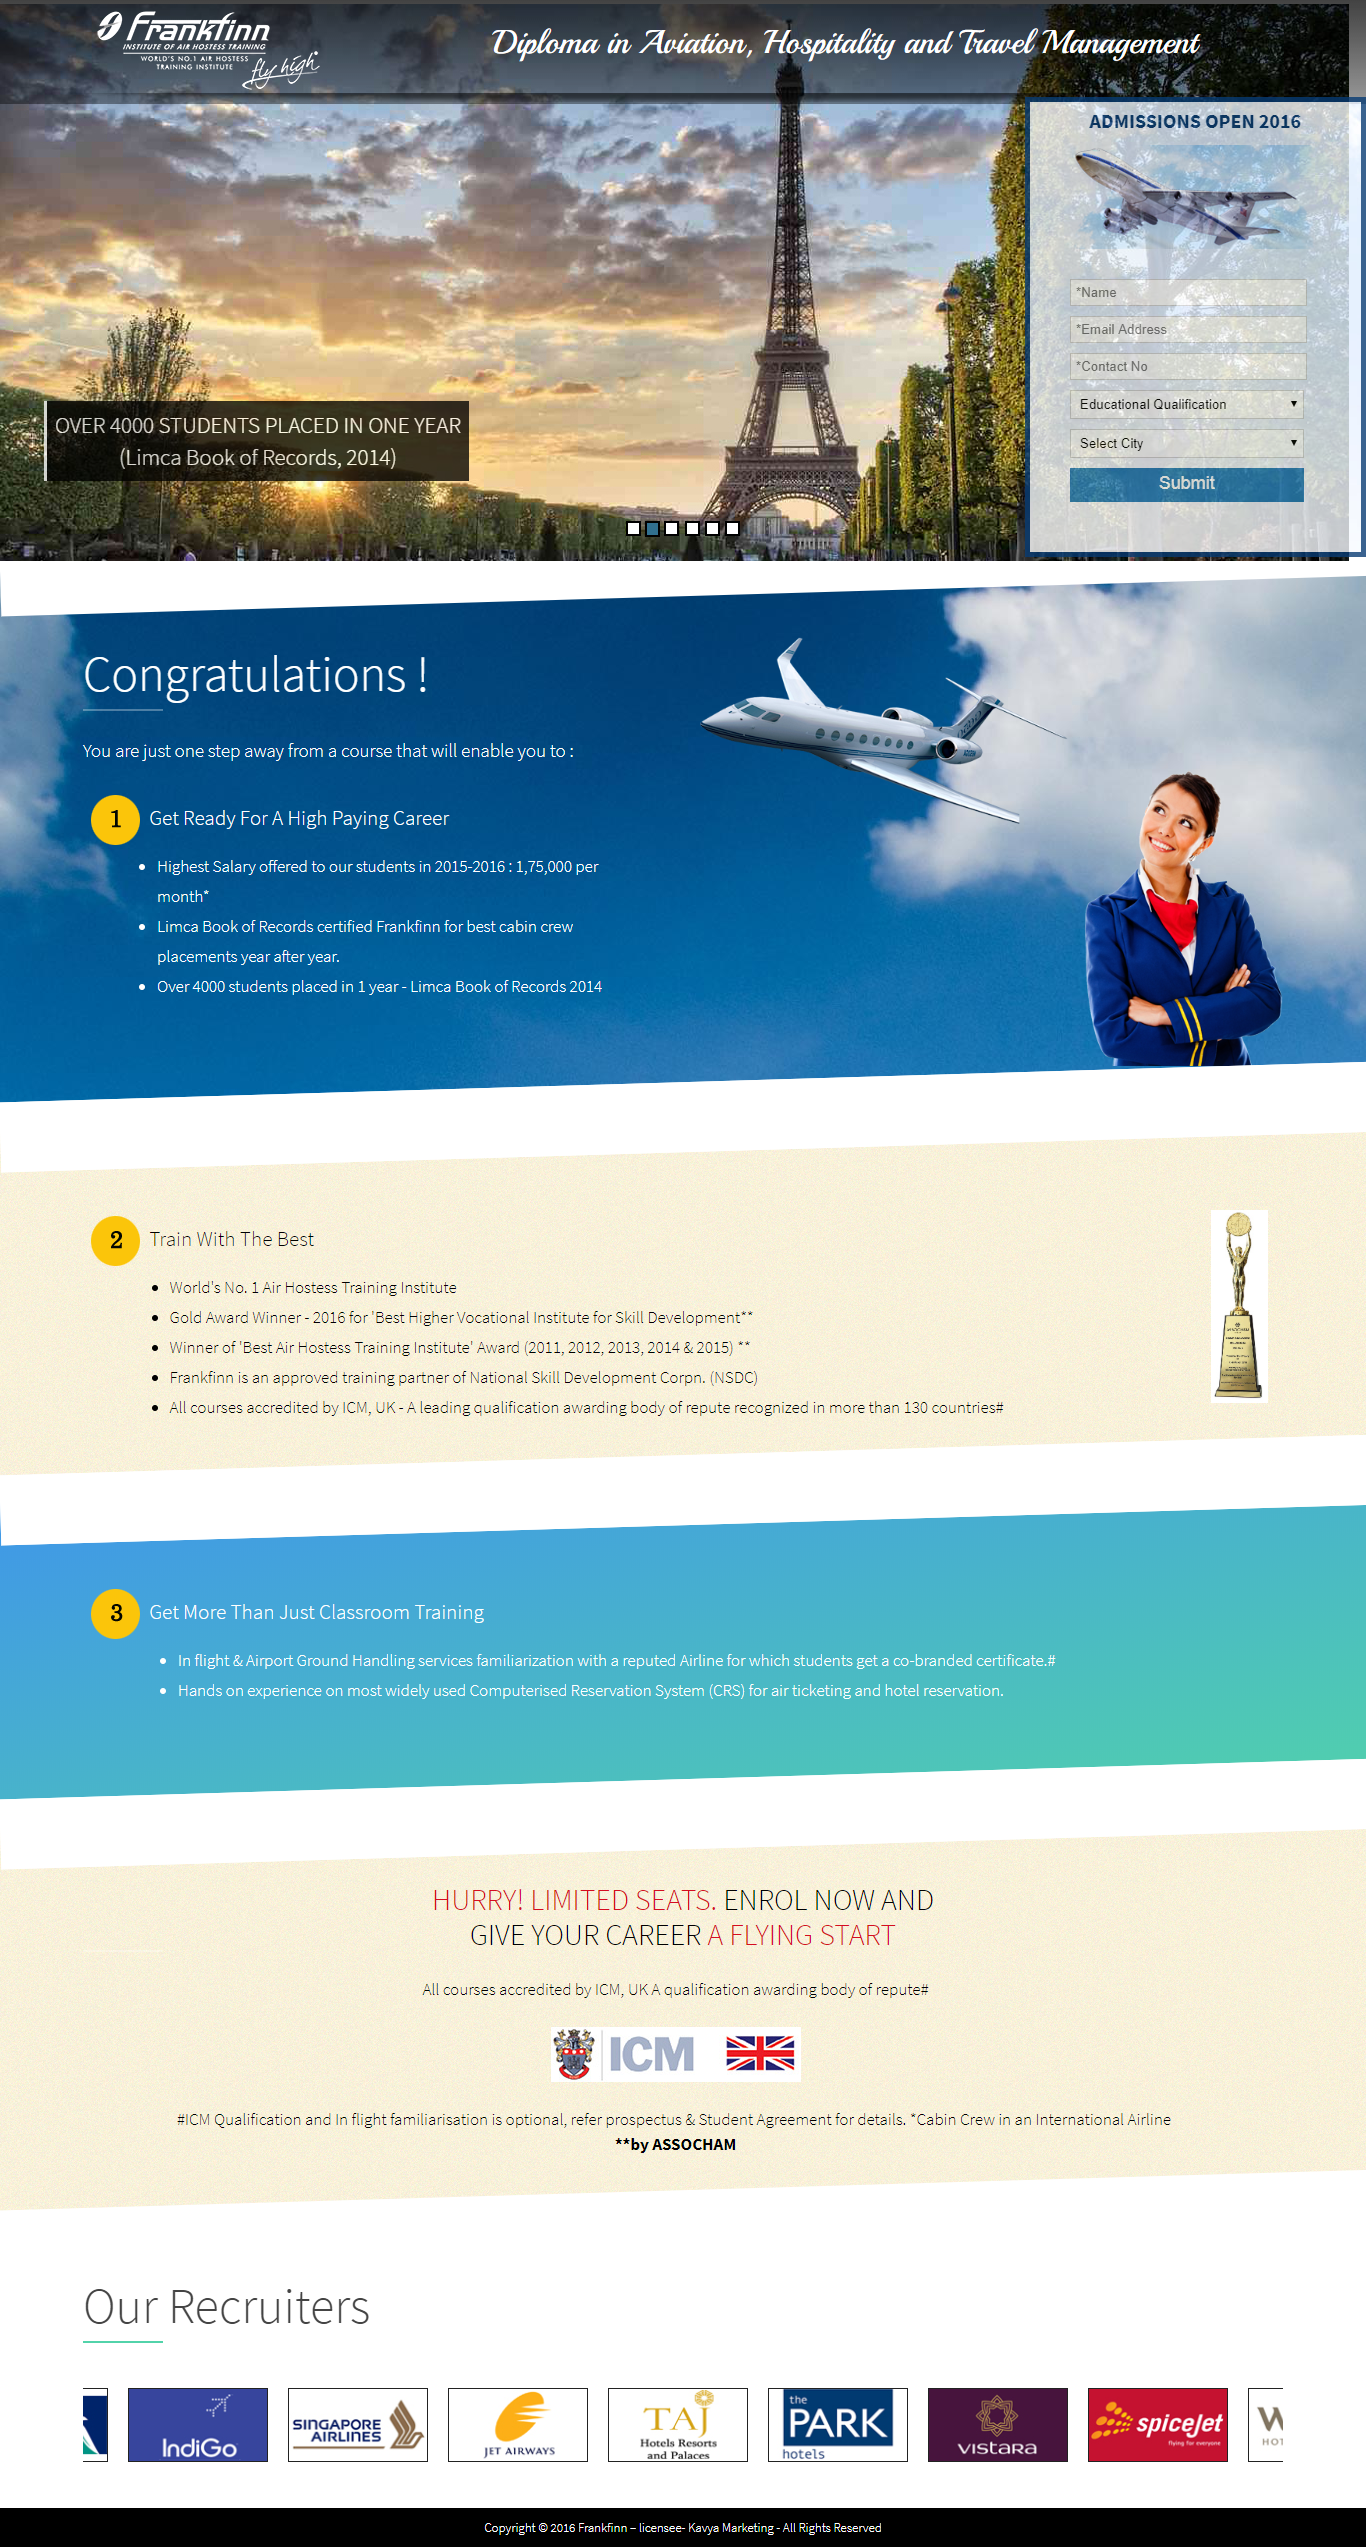 Frankfinn
INSTITUTE OF AIR HOSTESS TRAINING
WORLD'S NO.1 AIR HOSTESS
TRAINING INSTITUTE
fly high
Diploma in Aviation, Hospitality and Travel Management
ADMISSIONS OPEN 2016
*Name
*Email Address
*Contact No
Educational Qualification
Select City
Submit
OVER 4000 STUDENTS PLACED IN ONE YEAR
(Limca Book of Records, 2014)
Congratulations !
You are just one step away from a course that will enable you to :
1 Get Ready For A High Paying Career
Highest Salary offered to our students in 2015-2016 : 1,75,000 per
month*
Limca Book of Records certified Frankfinn for best cabin crew
placements year after year.
Over 4000 students placed in 1 year - Limca Book of Records 2014
2 Train With The Best
World's No. 1 Air Hostess Training Institute
Gold Award Winner - 2016 for 'Best Higher Vocational Institute for Skill Development**
Winner of 'Best Air Hostess Training Institute' Award (2011, 2012, 2013, 2014 & 2015) **
Frankfinn is an approved training partner of National Skill Development Corpn. (NSDC)
All courses accredited by ICM, UK - A leading qualification awarding body of repute recognized in more than 130 countries#
3 Get More Than Just Classroom Training
In flight & Airport Ground Handling services familiarization with a reputed Airline for which students get a co-branded certificate.#
Hands on experience on most widely used Computerised Reservation System (CRS) for air ticketing and hotel reservation.
HURRY! LIMITED SEATS. ENROL NOW AND
GIVE YOUR CAREER A FLYING START
All courses accredited by ICM, UK A qualification awarding body of repute#
ICM
#ICM Qualification and In flight familiarisation is optional, refer prospectus & Student Agreement for details. *Cabin Crew in an International Airline
**by ASSOCHAM
Our Recruiters
IndiGo
SINGAPORE
AIRLINES
JET AIRWAYS
TAJ
Hotels Resorts
and Palaces
the
PARK
hotels
VISTARA
spicejet
flying for everyone
W
HOT
Copyright © 2016 Frankfinn – licensee- Kavya Marketing - All Rights Reserved